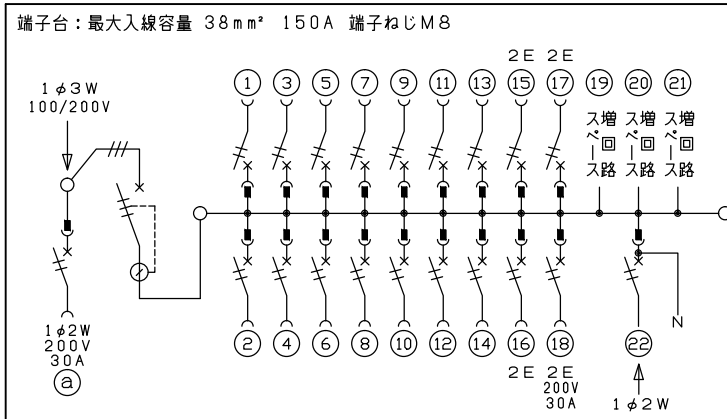 端子台：最大入線容量 38mm² 150A 端子ねじM8
1φ3W
100/200V
2E 2E
1 3 5 7 9 11 13 15 17 19 20 21
増回路スペース
増回路スペース
増回路スペース
1φ2W
200V
30A
a
2 4 6 8 10 12 14 16 18 22
N
2E 2E
200V
30A
1φ2W